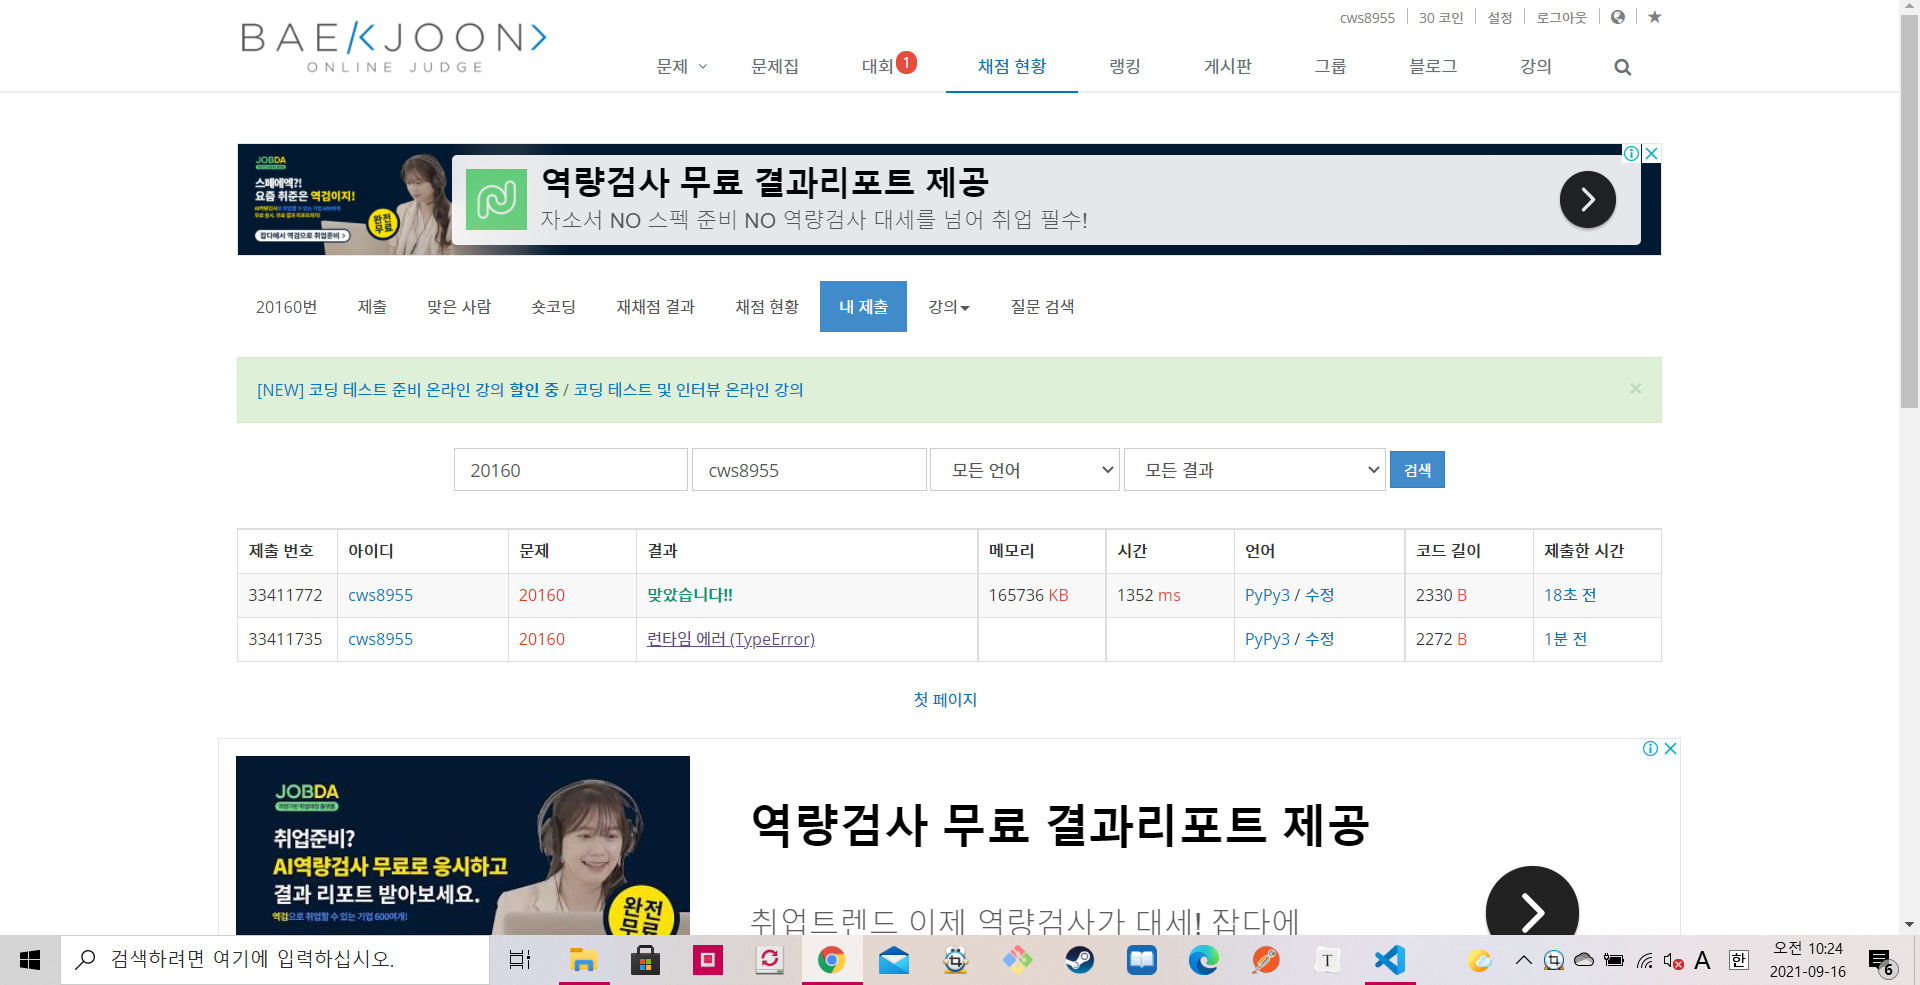 BAEKJOON>
ONLINE JUDGE
cws8955 30 코인 설정 로그아웃
문제 문제집 대회 1 채점 현황 랭킹 게시판 그룹 블로그 강의
JOBDA
스페에엑?!
요즘 취준은 역검이지!
완전
무료
잡다에서 역검으로 취업준비 >
역량검사 무료 결과리포트 제공
자소서 NO 스펙 준비 NO 역량검사 대세를 넘어 취업 필수!
20160번 제출 맞은 사람 숏코딩 재채점 결과 채점 현황 내 제출 강의 질문 검색
[NEW] 코딩 테스트 준비 온라인 강의 할인 중 / 코딩 테스트 및 인터뷰 온라인 강의 ×
20160 cws8955 모든 언어 모든 결과 검색
제출 번호 아이디 문제 결과 메모리 시간 언어 코드 길이 제출한 시간
33411772 cws8955 20160 맞았습니다!! 165736 KB 1352 ms PyPy3 / 수정 2330 B 18초 전
33411735 cws8955 20160 런타임 에러 (TypeError) PyPy3 / 수정 2272 B 1분 전
첫 페이지
JOBDA
취업준비?
AI역량검사 무료로 응시하고
결과 리포트 받아보세요.
역검으로 취업할 수 있는 기업 600여개!
완전
무료
역량검사 무료 결과리포트 제공
취업트렌드 이제 역량검사가 대세! 잡다에
검색하려면 여기에 입력하십시오.
T
A 한
오전 10:24
2021-09-16
6